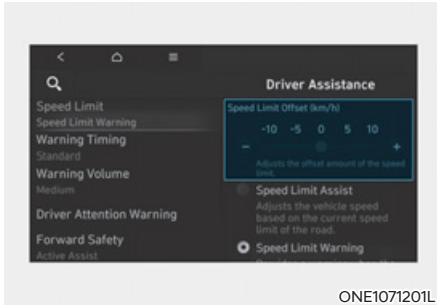 Driver Assistance
Speed Limit
Speed Limit Warning
Warning Timing
Standard
Warning Volume
Medium
Driver Attention Warning
Forward Safety
Active Assist
Speed Limit Offset (km/h)
-10 -5 0 5 10
− +
Adjusts the offset amount of the speed
limit.
Speed Limit Assist
Adjusts the vehicle speed
based on the current speed
limit of the road.
Speed Limit Warning
ONE1071201L